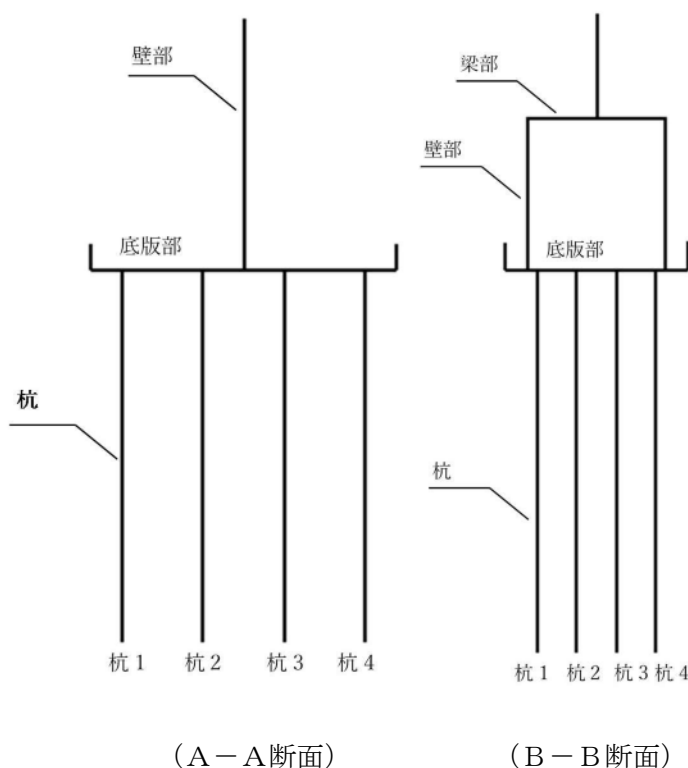 壁部
底版部
杭
杭1 杭2 杭3 杭4
(A-A断面)
梁部
壁部
底版部
杭
杭1 杭2 杭3 杭4
(B-B断面)